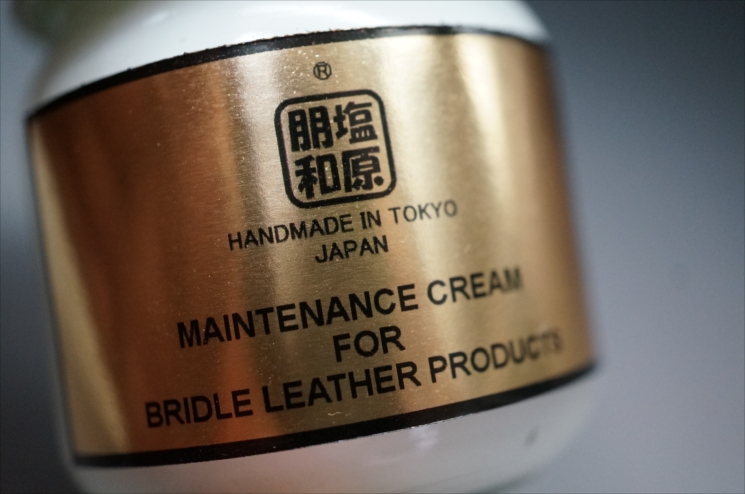 ®
塩原
朋和
HANDMADE IN TOKYO
JAPAN
MAINTENANCE CREAM
FOR
BRIDLE LEATHER PRODUCTS